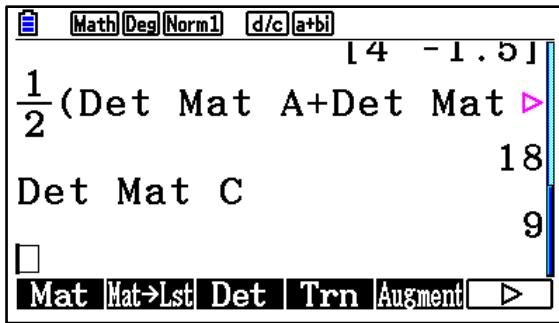 Math Deg Norm1 d/c a+bi
[4 -1.5]
1/2(Det Mat A+Det Mat
18
Det Mat C
9
Mat Mat→Lst Det Trn Augment ▷